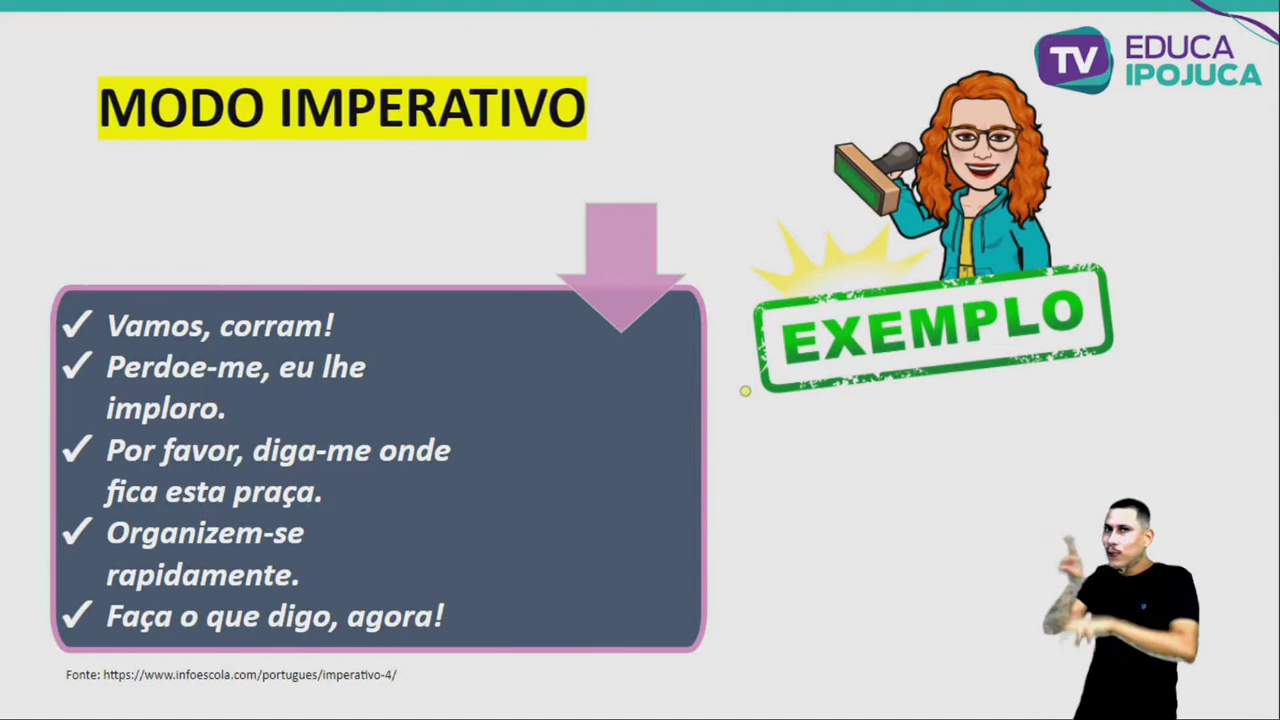 TV EDUCA
IPOJUCA
MODO IMPERATIVO
EXEMPLO
✓ Vamos, corram!
✓ Perdoe-me, eu lhe
imploro.
✓ Por favor, diga-me onde
fica esta praça.
✓ Organizem-se
rapidamente.
✓ Faça o que digo, agora!
Fonte: https://www.infoescola.com/portugues/imperativo-4/